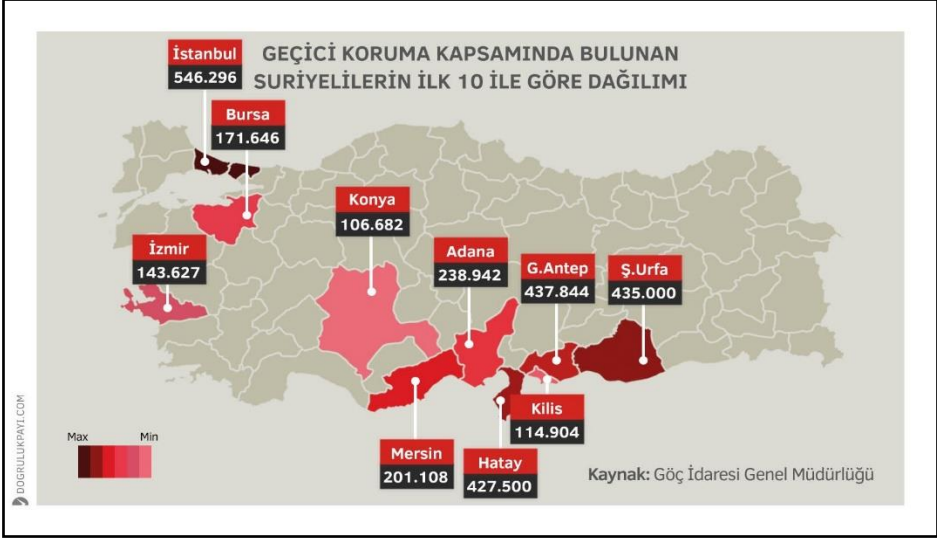 GEÇİCİ KORUMA KAPSAMINDA BULUNAN
SURİYELİLERİN İLK 10 İLE GÖRE DAĞILIMI
İstanbul
546.296
Bursa
171.646
Konya
106.682
İzmir
143.627
Adana
238.942
G.Antep
437.844
Ş.Urfa
435.000
Kilis
114.904
Mersin
201.108
Hatay
427.500
Max Min
Kaynak: Göç İdaresi Genel Müdürlüğü
DOGRULUKPAYI.COM